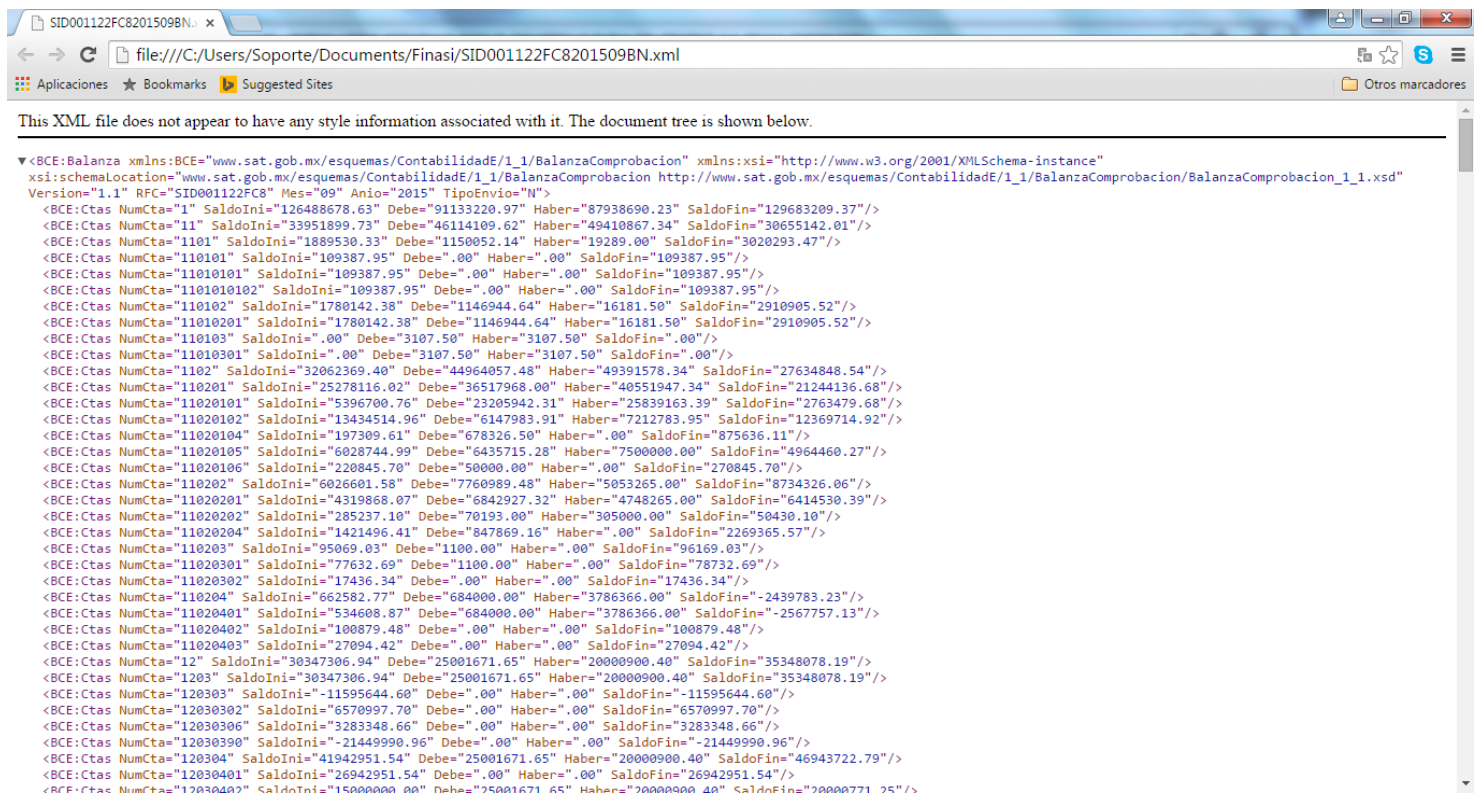 SID001122FC8201509BN.
file:///C:/Users/Soporte/Documents/Finasi/SID001122FC8201509BN.xml
Aplicaciones Bookmarks Suggested Sites Otros marcadores
This XML file does not appear to have any style information associated with it. The document tree is shown below.
▼<BCE:Balanza xmlns:BCE="www.sat.gob.mx/esquemas/ContabilidadE/1_1/BalanzaComprobacion" xmlns:xsi="http://www.w3.org/2001/XMLSchema-instance"
xsi:schemaLocation="www.sat.gob.mx/esquemas/ContabilidadE/1_1/BalanzaComprobacion http://www.sat.gob.mx/esquemas/ContabilidadE/1_1/BalanzaComprobacion/BalanzaComprobacion_1_1.xsd"
Version="1.1" RFC="SID001122FC8" Mes="09" Anio="2015" TipoEnvio="N">
<BCE:Ctas NumCta="1" SaldoIni="126488678.63" Debe="91133220.97" Haber="87938690.23" SaldoFin="129683209.37"/>
<BCE:Ctas NumCta="11" SaldoIni="33951899.73" Debe="46114109.62" Haber="49410867.34" SaldoFin="30655142.01"/>
<BCE:Ctas NumCta="1101" SaldoIni="1889530.33" Debe="1150052.14" Haber="19289.00" SaldoFin="3020293.47"/>
<BCE:Ctas NumCta="110101" SaldoIni="109387.95" Debe=".00" Haber=".00" SaldoFin="109387.95"/>
<BCE:Ctas NumCta="11010101" SaldoIni="109387.95" Debe=".00" Haber=".00" SaldoFin="109387.95"/>
<BCE:Ctas NumCta="1101010102" SaldoIni="109387.95" Debe=".00" Haber=".00" SaldoFin="109387.95"/>
<BCE:Ctas NumCta="110102" SaldoIni="1780142.38" Debe="1146944.64" Haber="16181.50" SaldoFin="2910905.52"/>
<BCE:Ctas NumCta="11010201" SaldoIni="1780142.38" Debe="1146944.64" Haber="16181.50" SaldoFin="2910905.52"/>
<BCE:Ctas NumCta="110103" SaldoIni=".00" Debe="3107.50" Haber="3107.50" SaldoFin=".00"/>
<BCE:Ctas NumCta="11010301" SaldoIni=".00" Debe="3107.50" Haber="3107.50" SaldoFin=".00"/>
<BCE:Ctas NumCta="1102" SaldoIni="32062369.40" Debe="44964057.48" Haber="49391578.34" SaldoFin="27634848.54"/>
<BCE:Ctas NumCta="110201" SaldoIni="25278116.02" Debe="36517968.00" Haber="40551947.34" SaldoFin="21244136.68"/>
<BCE:Ctas NumCta="11020101" SaldoIni="5396700.76" Debe="23205942.31" Haber="25839163.39" SaldoFin="2763479.68"/>
<BCE:Ctas NumCta="11020102" SaldoIni="13434514.96" Debe="6147983.91" Haber="7212783.95" SaldoFin="12369714.92"/>
<BCE:Ctas NumCta="11020104" SaldoIni="197309.61" Debe="678326.50" Haber=".00" SaldoFin="875636.11"/>
<BCE:Ctas NumCta="11020105" SaldoIni="6028744.99" Debe="6435715.28" Haber="7500000.00" SaldoFin="4964460.27"/>
<BCE:Ctas NumCta="11020106" SaldoIni="220845.70" Debe="50000.00" Haber=".00" SaldoFin="270845.70"/>
<BCE:Ctas NumCta="110202" SaldoIni="6026601.58" Debe="7760989.48" Haber="5053265.00" SaldoFin="8734326.06"/>
<BCE:Ctas NumCta="11020201" SaldoIni="4319868.07" Debe="6842927.32" Haber="4748265.00" SaldoFin="6414530.39"/>
<BCE:Ctas NumCta="11020202" SaldoIni="285237.10" Debe="70193.00" Haber="305000.00" SaldoFin="50430.10"/>
<BCE:Ctas NumCta="11020204" SaldoIni="1421496.41" Debe="847869.16" Haber=".00" SaldoFin="2269365.57"/>
<BCE:Ctas NumCta="110203" SaldoIni="95069.03" Debe="1100.00" Haber=".00" SaldoFin="96169.03"/>
<BCE:Ctas NumCta="11020301" SaldoIni="77632.69" Debe="1100.00" Haber=".00" SaldoFin="78732.69"/>
<BCE:Ctas NumCta="11020302" SaldoIni="17436.34" Debe=".00" Haber=".00" SaldoFin="17436.34"/>
<BCE:Ctas NumCta="110204" SaldoIni="662582.77" Debe="684000.00" Haber="3786366.00" SaldoFin="-2439783.23"/>
<BCE:Ctas NumCta="11020401" SaldoIni="534608.87" Debe="684000.00" Haber="3786366.00" SaldoFin="-2567757.13"/>
<BCE:Ctas NumCta="11020402" SaldoIni="100879.48" Debe=".00" Haber=".00" SaldoFin="100879.48"/>
<BCE:Ctas NumCta="11020403" SaldoIni="27094.42" Debe=".00" Haber=".00" SaldoFin="27094.42"/>
<BCE:Ctas NumCta="12" SaldoIni="30347306.94" Debe="25001671.65" Haber="20000900.40" SaldoFin="35348078.19"/>
<BCE:Ctas NumCta="1203" SaldoIni="30347306.94" Debe="25001671.65" Haber="20000900.40" SaldoFin="35348078.19"/>
<BCE:Ctas NumCta="120303" SaldoIni="-11595644.60" Debe=".00" Haber=".00" SaldoFin="-11595644.60"/>
<BCE:Ctas NumCta="12030302" SaldoIni="6570997.70" Debe=".00" Haber=".00" SaldoFin="6570997.70"/>
<BCE:Ctas NumCta="12030306" SaldoIni="3283348.66" Debe=".00" Haber=".00" SaldoFin="3283348.66"/>
<BCE:Ctas NumCta="12030390" SaldoIni="-21449990.96" Debe=".00" Haber=".00" SaldoFin="-21449990.96"/>
<BCE:Ctas NumCta="120304" SaldoIni="41942951.54" Debe="25001671.65" Haber="20000900.40" SaldoFin="46943722.79"/>
<BCE:Ctas NumCta="12030401" SaldoIni="26942951.54" Debe=".00" Haber=".00" SaldoFin="26942951.54"/>
<BCE:Ctas NumCta="12030402" SaldoIni="15000000.00" Debe="25001671.65" Haber="20000900.40" SaldoFin="20000771.25"/>